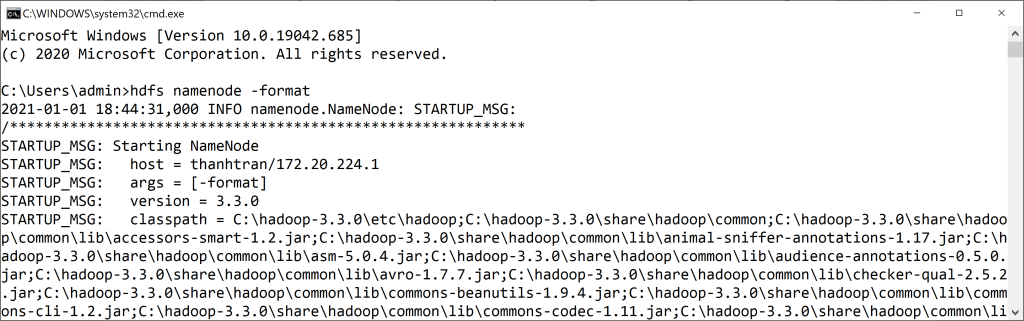 C:\WINDOWS\system32\cmd.exe
Microsoft Windows [Version 10.0.19042.685]
(c) 2020 Microsoft Corporation. All rights reserved.
C:\Users\admin>hdfs namenode -format
2021-01-01 18:44:31,000 INFO namenode.NameNode: STARTUP_MSG:
/************************************************************
STARTUP_MSG: Starting NameNode
STARTUP_MSG:   host = thanhtran/172.20.224.1
STARTUP_MSG:   args = [-format]
STARTUP_MSG:   version = 3.3.0
STARTUP_MSG:   classpath = C:\hadoop-3.3.0\etc\hadoop;C:\hadoop-3.3.0\share\hadoop\common;C:\hadoop-3.3.0\share\hadoo
p\common\lib\accessors-smart-1.2.jar;C:\hadoop-3.3.0\share\hadoop\common\lib\animal-sniffer-annotations-1.17.jar;C:\h
adoop-3.3.0\share\hadoop\common\lib\asm-5.0.4.jar;C:\hadoop-3.3.0\share\hadoop\common\lib\audience-annotations-0.5.0.
jar;C:\hadoop-3.3.0\share\hadoop\common\lib\avro-1.7.7.jar;C:\hadoop-3.3.0\share\hadoop\common\lib\checker-qual-2.5.2
.jar;C:\hadoop-3.3.0\share\hadoop\common\lib\commons-beanutils-1.9.4.jar;C:\hadoop-3.3.0\share\hadoop\common\lib\comm
ons-cli-1.2.jar;C:\hadoop-3.3.0\share\hadoop\common\lib\commons-codec-1.11.jar;C:\hadoop-3.3.0\share\hadoop\common\li